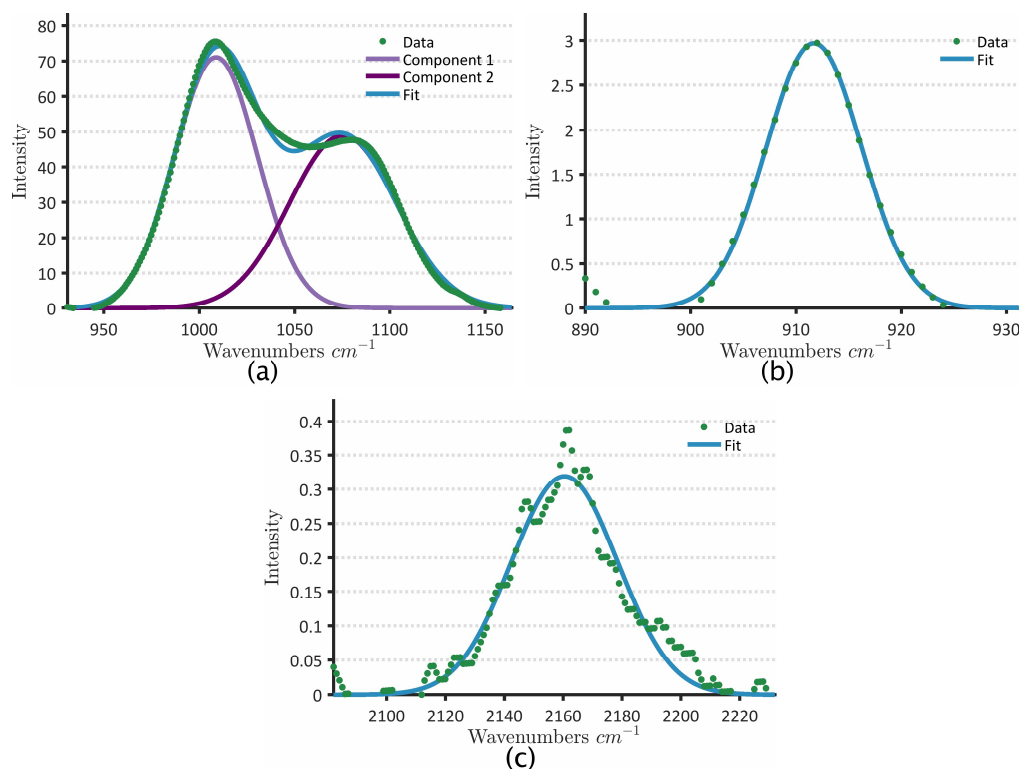 80
70
60
50
40
30
20
10
0
Intensity
Data
Component 1
Component 2
Fit
950
1000
1050
1100
1150
Wavenumbers cm⁻¹
(a)
3
2.5
2
1.5
1
0.5
0
Intensity
Data
Fit
890
900
910
920
930
Wavenumbers cm⁻¹
(b)
0.4
0.35
0.3
0.25
0.2
0.15
0.1
0.05
0
Intensity
Data
Fit
2100
2120
2140
2160
2180
2200
2220
Wavenumbers cm⁻¹
(c)